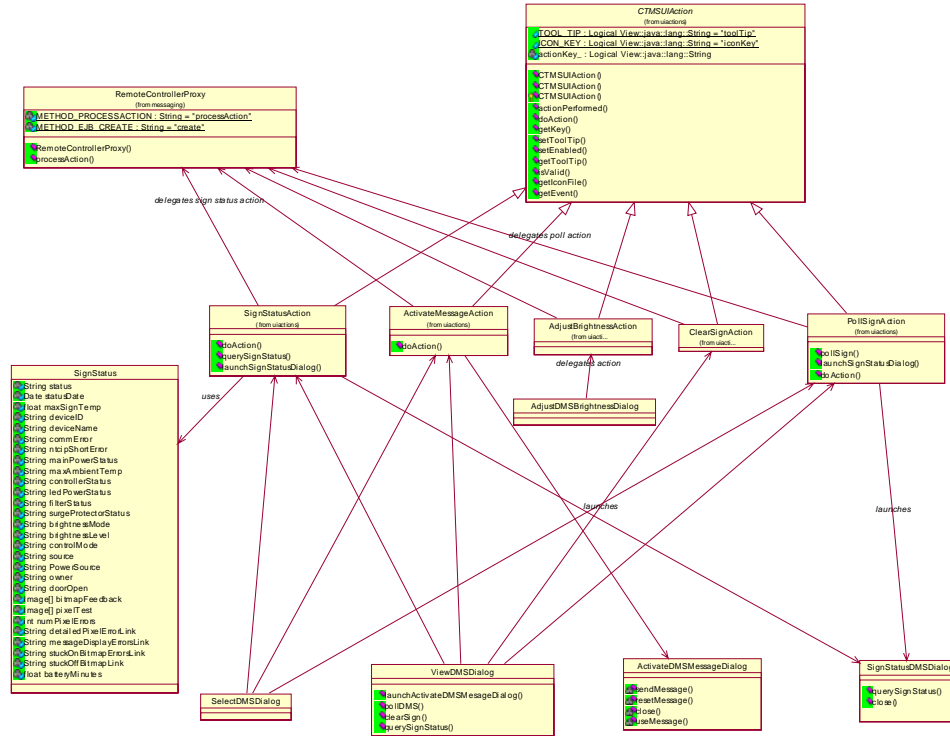 CTMSUIAction
(from uiactions)
TOOL_TIP : Logical View::java::lang::String = "toolTip"
ICON_KEY : Logical View::java::lang::String = "iconKey"
actionKey_ : Logical View::java::lang::String
CTMSUIAction()
CTMSUIAction()
CTMSUIAction()
actionPerformed()
doAction()
getKey()
setToolTip()
setEnabled()
getToolTip()
isValid()
getIconFile()
getEvent()
RemoteControllerProxy
(from messaging)
METHOD_PROCESSACTION : String = "processAction"
METHOD_EJB_CREATE : String = "create"
RemoteControllerProxy()
processAction()
delegates sign status action
delegates poll action
SignStatusAction
(from uiactions)
doAction()
querySignStatus()
launchSignStatusDialog()
ActivateMessageAction
(from uiactions)
doAction()
AdjustBrightnessAction
(from uiacti...
ClearSignAction
(from uiacti...
PollSignAction
(from uiactions)
pollSign()
launchSignStatusDialog()
doAction()
delegates action
AdjustDMSBrightnessDialog
uses
SignStatus
String status
Date statusDate
float maxSignTemp
String deviceID
String deviceName
String commError
String ntcipShortError
String mainPowerStatus
String maxAmbientTemp
String controllerStatus
String ledPowerStatus
String filterStatus
String surgeProtectorStatus
String brightnessMode
String brightnessLevel
String controlMode
String source
String PowerSource
String owner
String doorOpen
image[] bitmapFeedback
image[] pixelTest
int numPixelErrors
String detailedPixelErrorLink
String messageDisplayErrorsLink
String stuckOnBitmapErrorsLink
String stuckOffBitmapLink
float batteryMinutes
launches
launches
SelectDMSDialog
ViewDMSDialog
launchActivateDMSMesageDialog()
pollDMS()
clearSign()
querySignStatus()
ActivateDMSMessageDialog
sendMessage()
resetMessage()
close()
useMessage()
SignStatusDMSDialog
querySignStatus()
close()